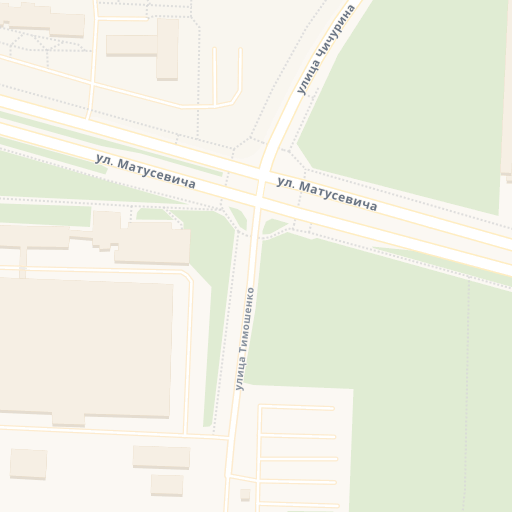 улица Чичурина
ул. Матусевича
ул. Матусевича
улица Тимошенко